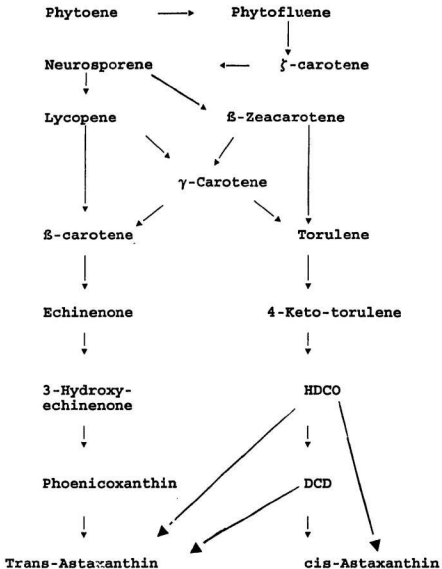 Phytoene Phytofluene
Neurosporene ζ-carotene
Lycopene ß-Zeacarotene
γ-Carotene
ß-carotene Torulene
Echinenone 4-Keto-torulene
3-Hydroxy- HDCO
echinenone
Phoenicoxanthin DCD
Trans-Astaxanthin cis-Astaxanthin